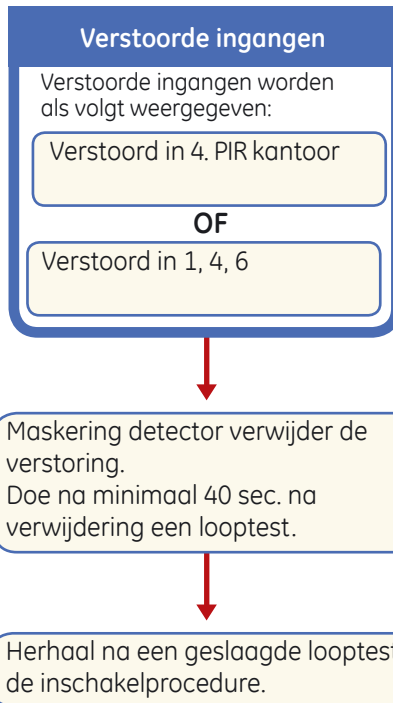 Verstoorde ingangen
Verstoorde ingangen worden
als volgt weergegeven:
Verstoord in 4. PIR kantoor
OF
Verstoord in 1, 4, 6
Maskering detector verwijder de
verstoring.
Doe na minimaal 40 sec. na
verwijdering een looptest.
Herhaal na een geslaagde looptest
de inschakelprocedure.